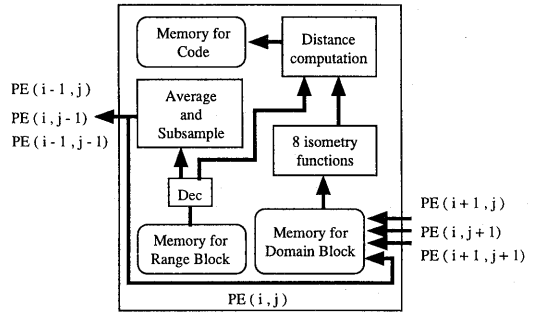 Memory for
Code
Distance
computation
PE ( i - 1 , j )
PE ( i , j - 1 )
PE ( i - 1 , j - 1 )
Average
and
Subsample
8 isometry
functions
Dec
Memory for
Range Block
Memory for
Domain Block
PE ( i + 1 , j )
PE ( i , j + 1 )
PE ( i + 1 , j + 1 )
PE ( i , j )